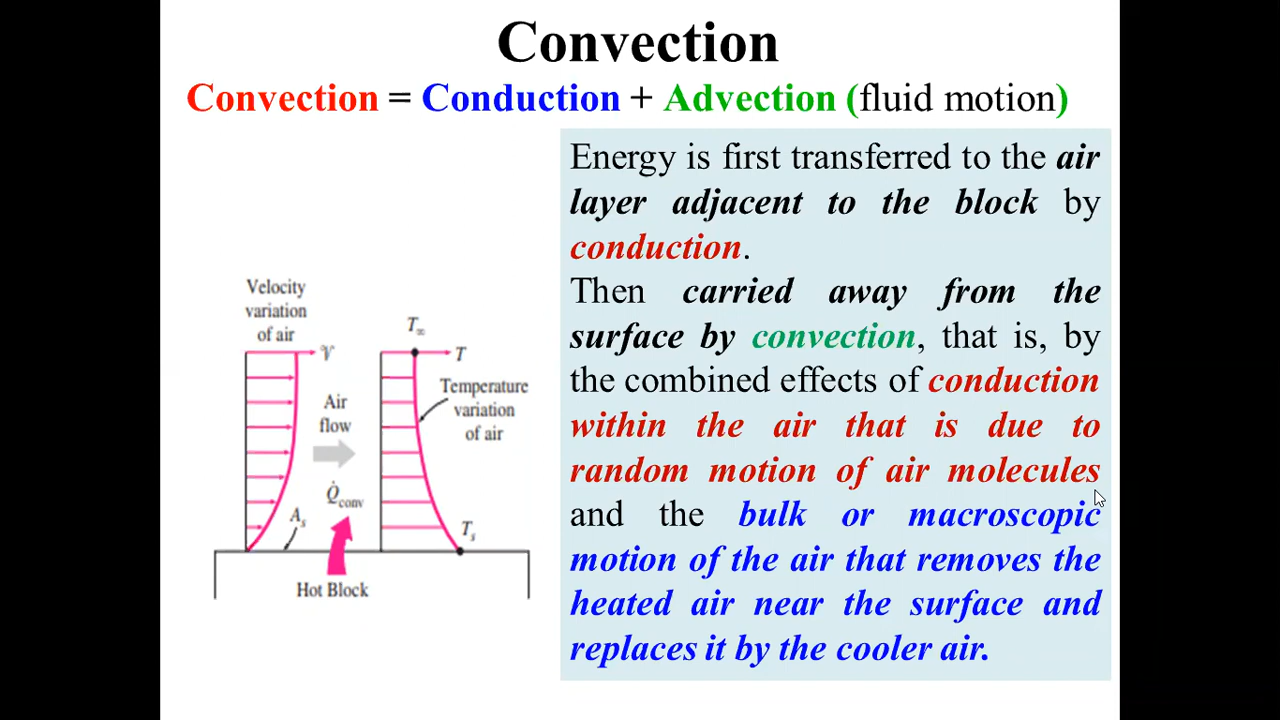 Convection
Convection = Conduction + Advection (fluid motion)
Energy is first transferred to the air
layer adjacent to the block by
conduction.
Then carried away from the
surface by convection, that is, by
the combined effects of conduction
within the air that is due to
random motion of air molecules
and the bulk or macroscopic
motion of the air that removes the
heated air near the surface and
replaces it by the cooler air.
Velocity
variation
of air
𝒱
T∞
T
Air
flow
Temperature
variation
of air
Q̇conv
As
Ts
Hot Block